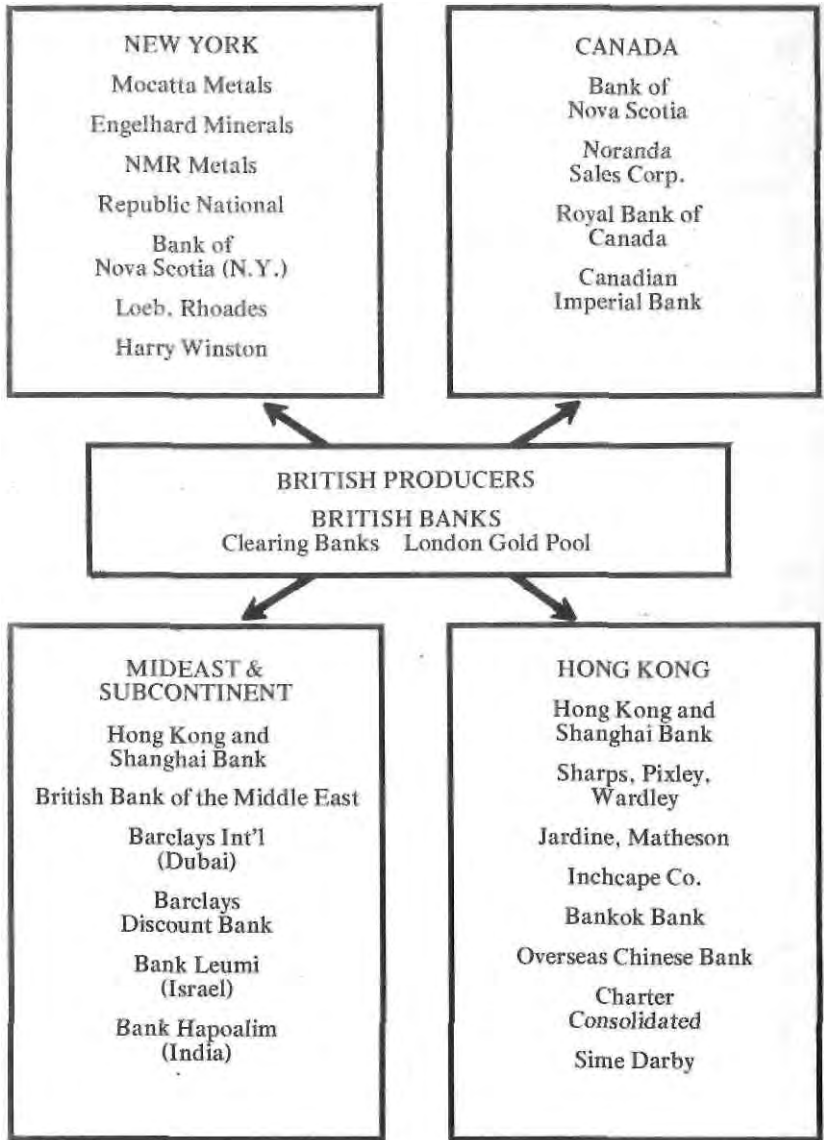 NEW YORK
Mocatta Metals
Engelhard Minerals
NMR Metals
Republic National
Bank of
Nova Scotia (N.Y.)
Loeb, Rhoades
Harry Winston
CANADA
Bank of
Nova Scotia
Noranda
Sales Corp.
Royal Bank of
Canada
Canadian
Imperial Bank
BRITISH PRODUCERS
BRITISH BANKS
Clearing Banks London Gold Pool
MIDEAST &
SUBCONTINENT
Hong Kong and
Shanghai Bank
British Bank of the Middle East
Barclays Int'l
(Dubai)
Barclays
Discount Bank
Bank Leumi
(Israel)
Bank Hapoalim
(India)
HONG KONG
Hong Kong and
Shanghai Bank
Sharps, Pixley,
Wardley
Jardine, Matheson
Inchcape Co.
Bankok Bank
Overseas Chinese Bank
Charter
Consolidated
Sime Darby